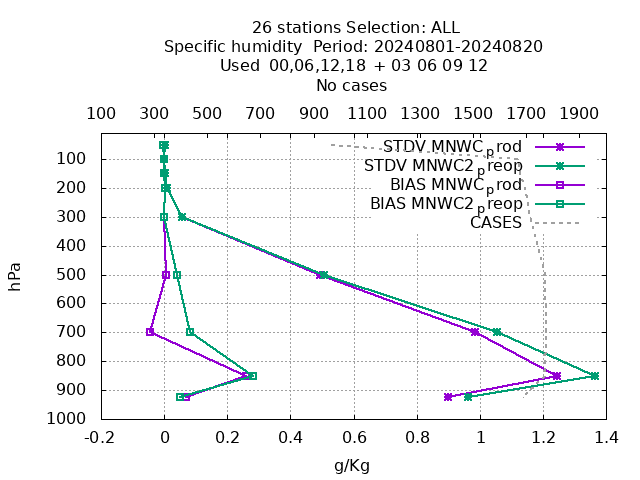 26 stations Selection: ALL
Specific humidity  Period: 20240801-20240820
Used  00,06,12,18 + 03 06 09 12
No cases
100 300 500 700 900 1100 1300 1500 1700 1900
STDV MNWC_prod
STDV MNWC2_preop
BIAS MNWC_prod
BIAS MNWC2_preop
CASES
hPa
100
200
300
400
500
600
700
800
900
1000
-0.2 0 0.2 0.4 0.6 0.8 1 1.2 1.4
g/Kg